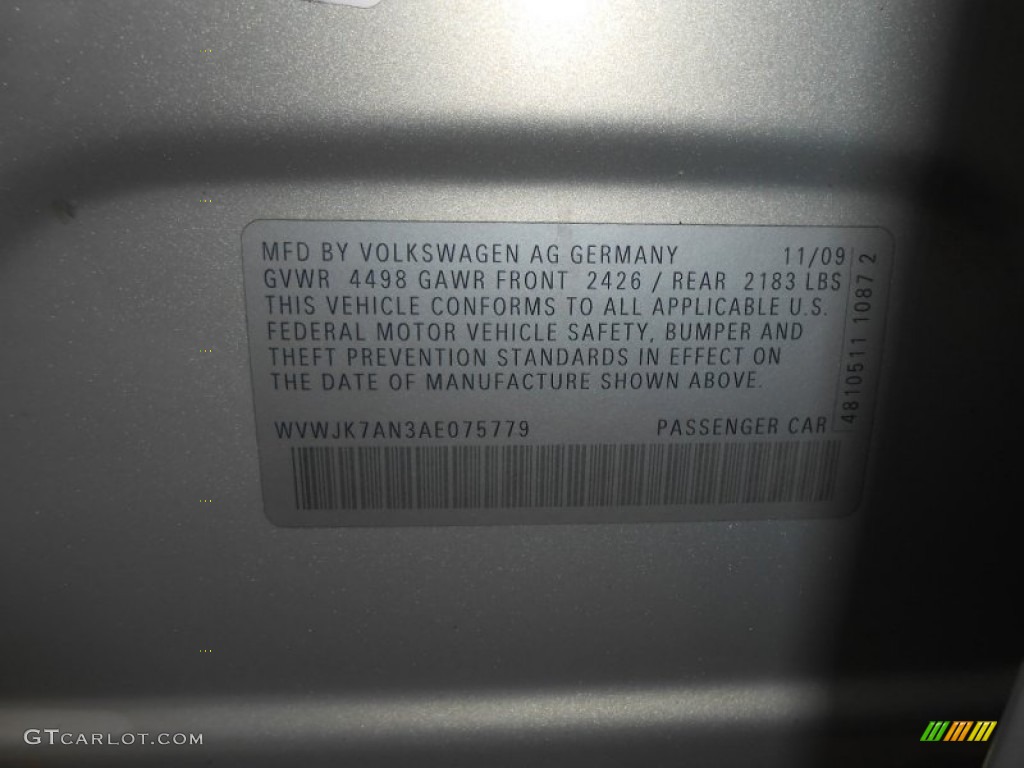 MFD BY VOLKSWAGEN AG GERMANY 11/09
GVWR 4498 GAWR FRONT 2426 / REAR 2183 LBS
THIS VEHICLE CONFORMS TO ALL APPLICABLE U.S.
FEDERAL MOTOR VEHICLE SAFETY, BUMPER AND
THEFT PREVENTION STANDARDS IN EFFECT ON
THE DATE OF MANUFACTURE SHOWN ABOVE.
WVWJK7AN3AE075779 PASSENGER CAR
4810511 1087 2
GTcarlot.com